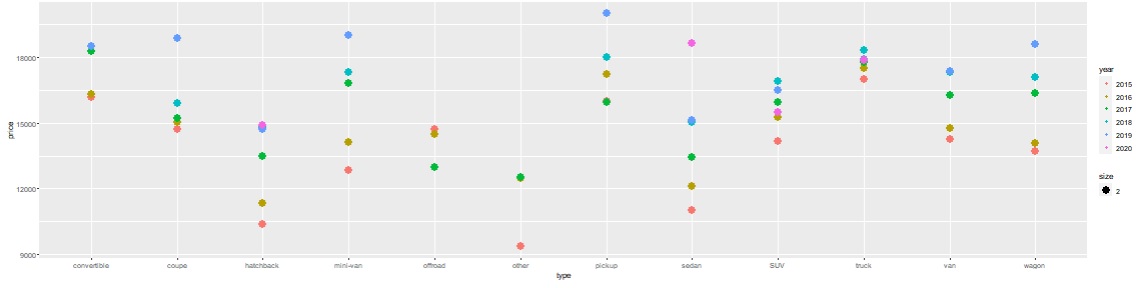 price
18000
15000
12000
9000
convertible coupe hatchback mini-van offroad other pickup sedan SUV truck van wagon
type
year
2015
2016
2017
2018
2019
2020
size
2